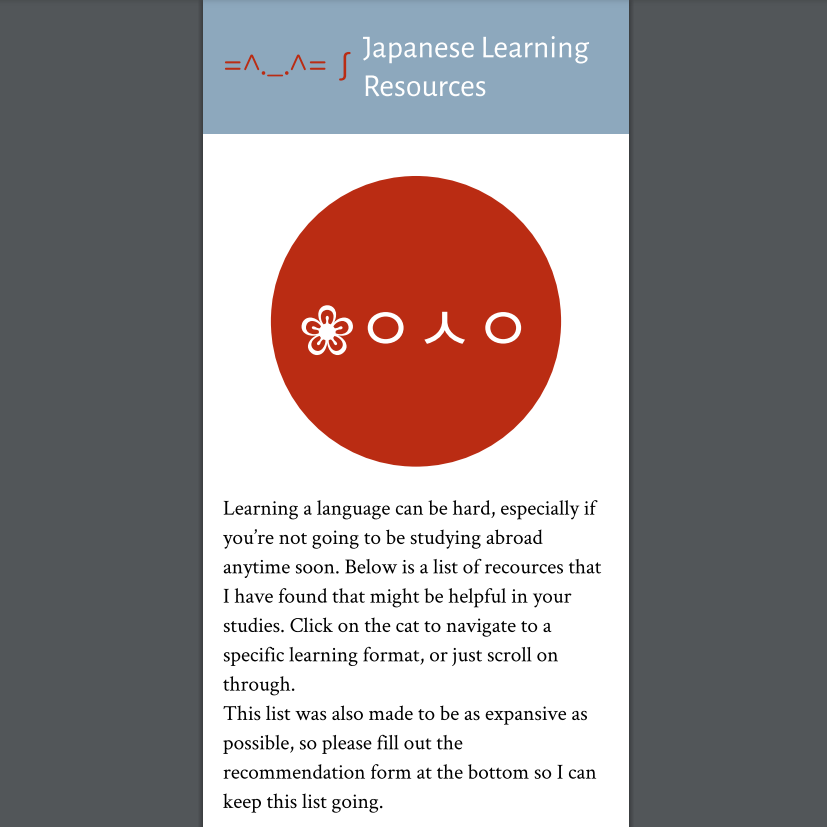 =^._.^= ∫ Japanese Learning
Resources
❀ㅇㅅㅇ
Learning a language can be hard, especially if
you’re not going to be studying abroad
anytime soon. Below is a list of recources that
I have found that might be helpful in your
studies. Click on the cat to navigate to a
specific learning format, or just scroll on
through.
This list was also made to be as expansive as
possible, so please fill out the
recommendation form at the bottom so I can
keep this list going.